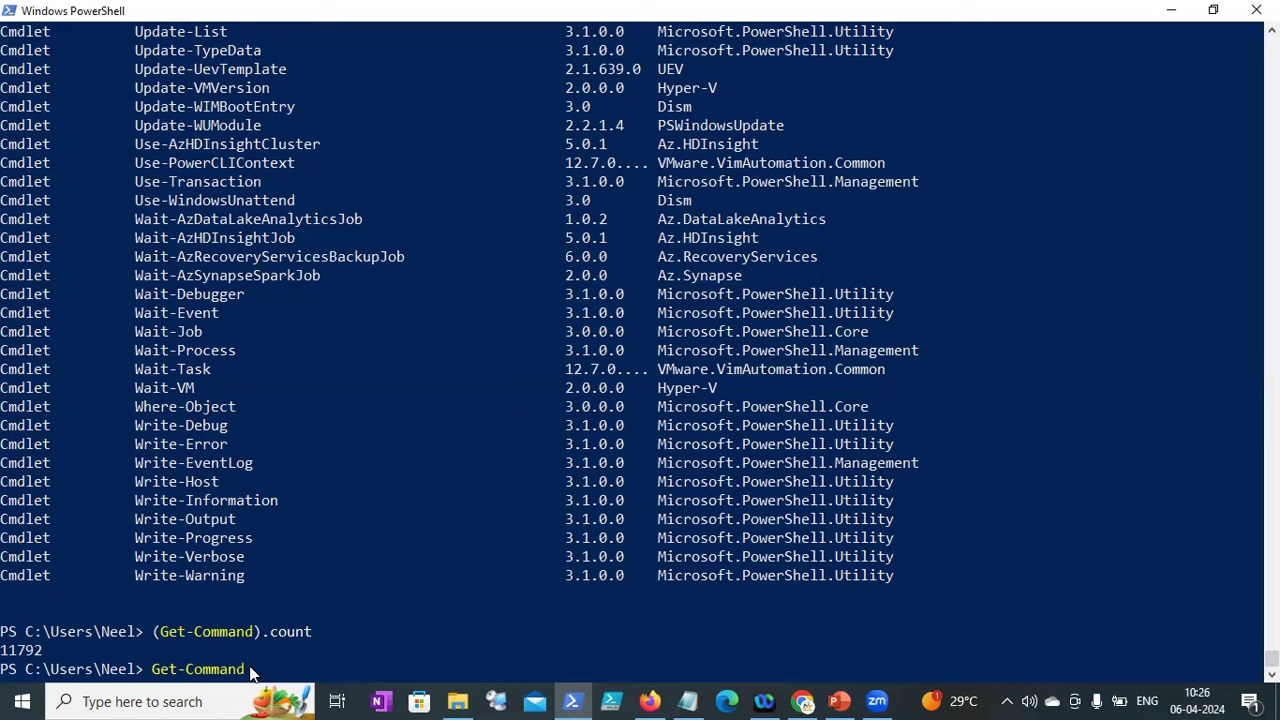 Windows PowerShell
Cmdlet Update-List 3.1.0.0 Microsoft.PowerShell.Utility
Cmdlet Update-TypeData 3.1.0.0 Microsoft.PowerShell.Utility
Cmdlet Update-UevTemplate 2.1.639.0 UEV
Cmdlet Update-VMVersion 2.0.0.0 Hyper-V
Cmdlet Update-WIMBootEntry 3.0 Dism
Cmdlet Update-WUModule 2.2.1.4 PSWindowsUpdate
Cmdlet Use-AzHDInsightCluster 5.0.1 Az.HDInsight
Cmdlet Use-PowerCLIContext 12.7.0.... VMware.VimAutomation.Common
Cmdlet Use-Transaction 3.1.0.0 Microsoft.PowerShell.Management
Cmdlet Use-WindowsUnattend 3.0 Dism
Cmdlet Wait-AzDataLakeAnalyticsJob 1.0.2 Az.DataLakeAnalytics
Cmdlet Wait-AzHDInsightJob 5.0.1 Az.HDInsight
Cmdlet Wait-AzRecoveryServicesBackupJob 6.0.0 Az.RecoveryServices
Cmdlet Wait-AzSynapseSparkJob 2.0.0 Az.Synapse
Cmdlet Wait-Debugger 3.1.0.0 Microsoft.PowerShell.Utility
Cmdlet Wait-Event 3.1.0.0 Microsoft.PowerShell.Utility
Cmdlet Wait-Job 3.0.0.0 Microsoft.PowerShell.Core
Cmdlet Wait-Process 3.1.0.0 Microsoft.PowerShell.Management
Cmdlet Wait-Task 12.7.0.... VMware.VimAutomation.Common
Cmdlet Wait-VM 2.0.0.0 Hyper-V
Cmdlet Where-Object 3.0.0.0 Microsoft.PowerShell.Core
Cmdlet Write-Debug 3.1.0.0 Microsoft.PowerShell.Utility
Cmdlet Write-Error 3.1.0.0 Microsoft.PowerShell.Utility
Cmdlet Write-EventLog 3.1.0.0 Microsoft.PowerShell.Management
Cmdlet Write-Host 3.1.0.0 Microsoft.PowerShell.Utility
Cmdlet Write-Information 3.1.0.0 Microsoft.PowerShell.Utility
Cmdlet Write-Output 3.1.0.0 Microsoft.PowerShell.Utility
Cmdlet Write-Progress 3.1.0.0 Microsoft.PowerShell.Utility
Cmdlet Write-Verbose 3.1.0.0 Microsoft.PowerShell.Utility
Cmdlet Write-Warning 3.1.0.0 Microsoft.PowerShell.Utility
PS C:\Users\Neel> (Get-Command).count
11792
PS C:\Users\Neel> Get-Command
Type here to search 29°C ENG 10:26
06-04-2024